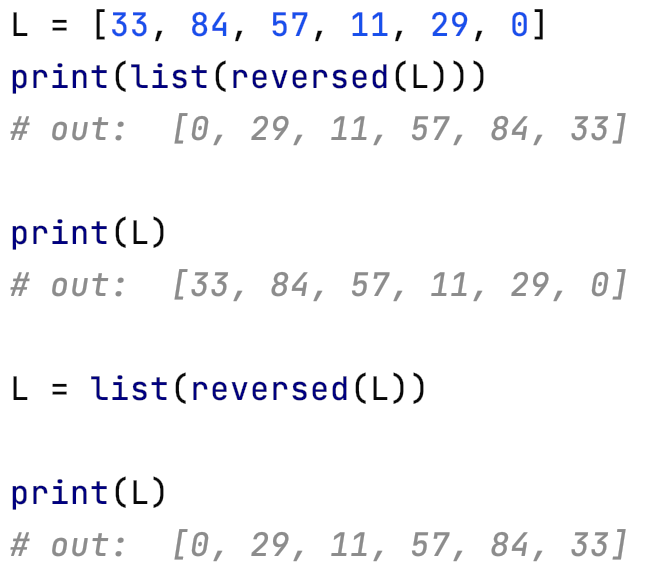 L = [33, 84, 57, 11, 29, 0]
print(list(reversed(L)))
# out:  [0, 29, 11, 57, 84, 33]
print(L)
# out:  [33, 84, 57, 11, 29, 0]
L = list(reversed(L))
print(L)
# out:  [0, 29, 11, 57, 84, 33]